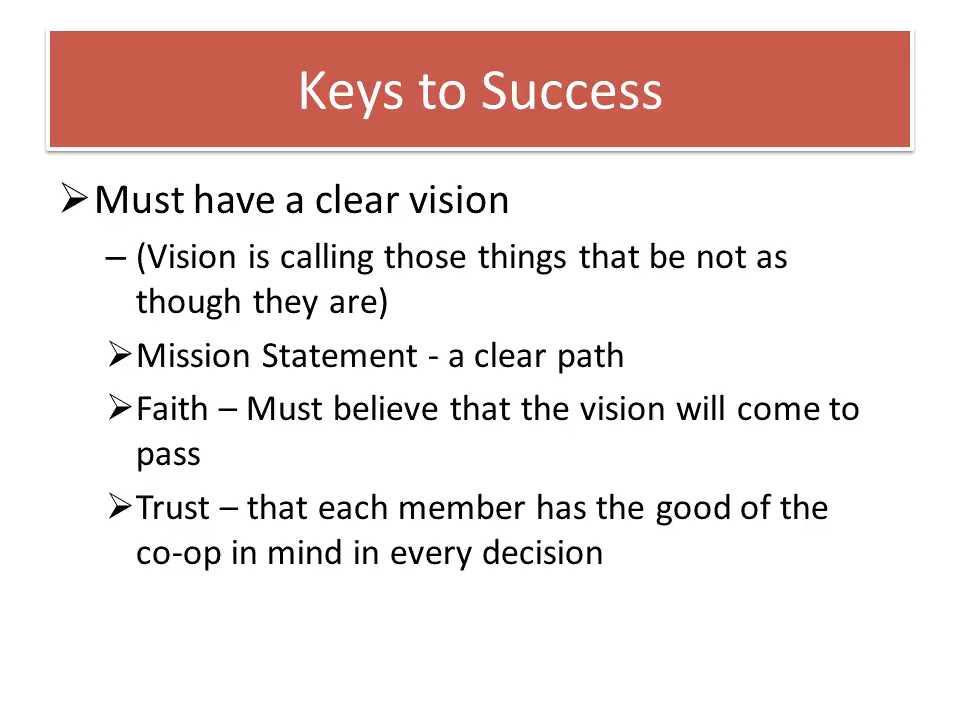 Keys to Success
➢Must have a clear vision
– (Vision is calling those things that be not as
though they are)
➢Mission Statement - a clear path
➢Faith – Must believe that the vision will come to
pass
➢Trust – that each member has the good of the
co-op in mind in every decision